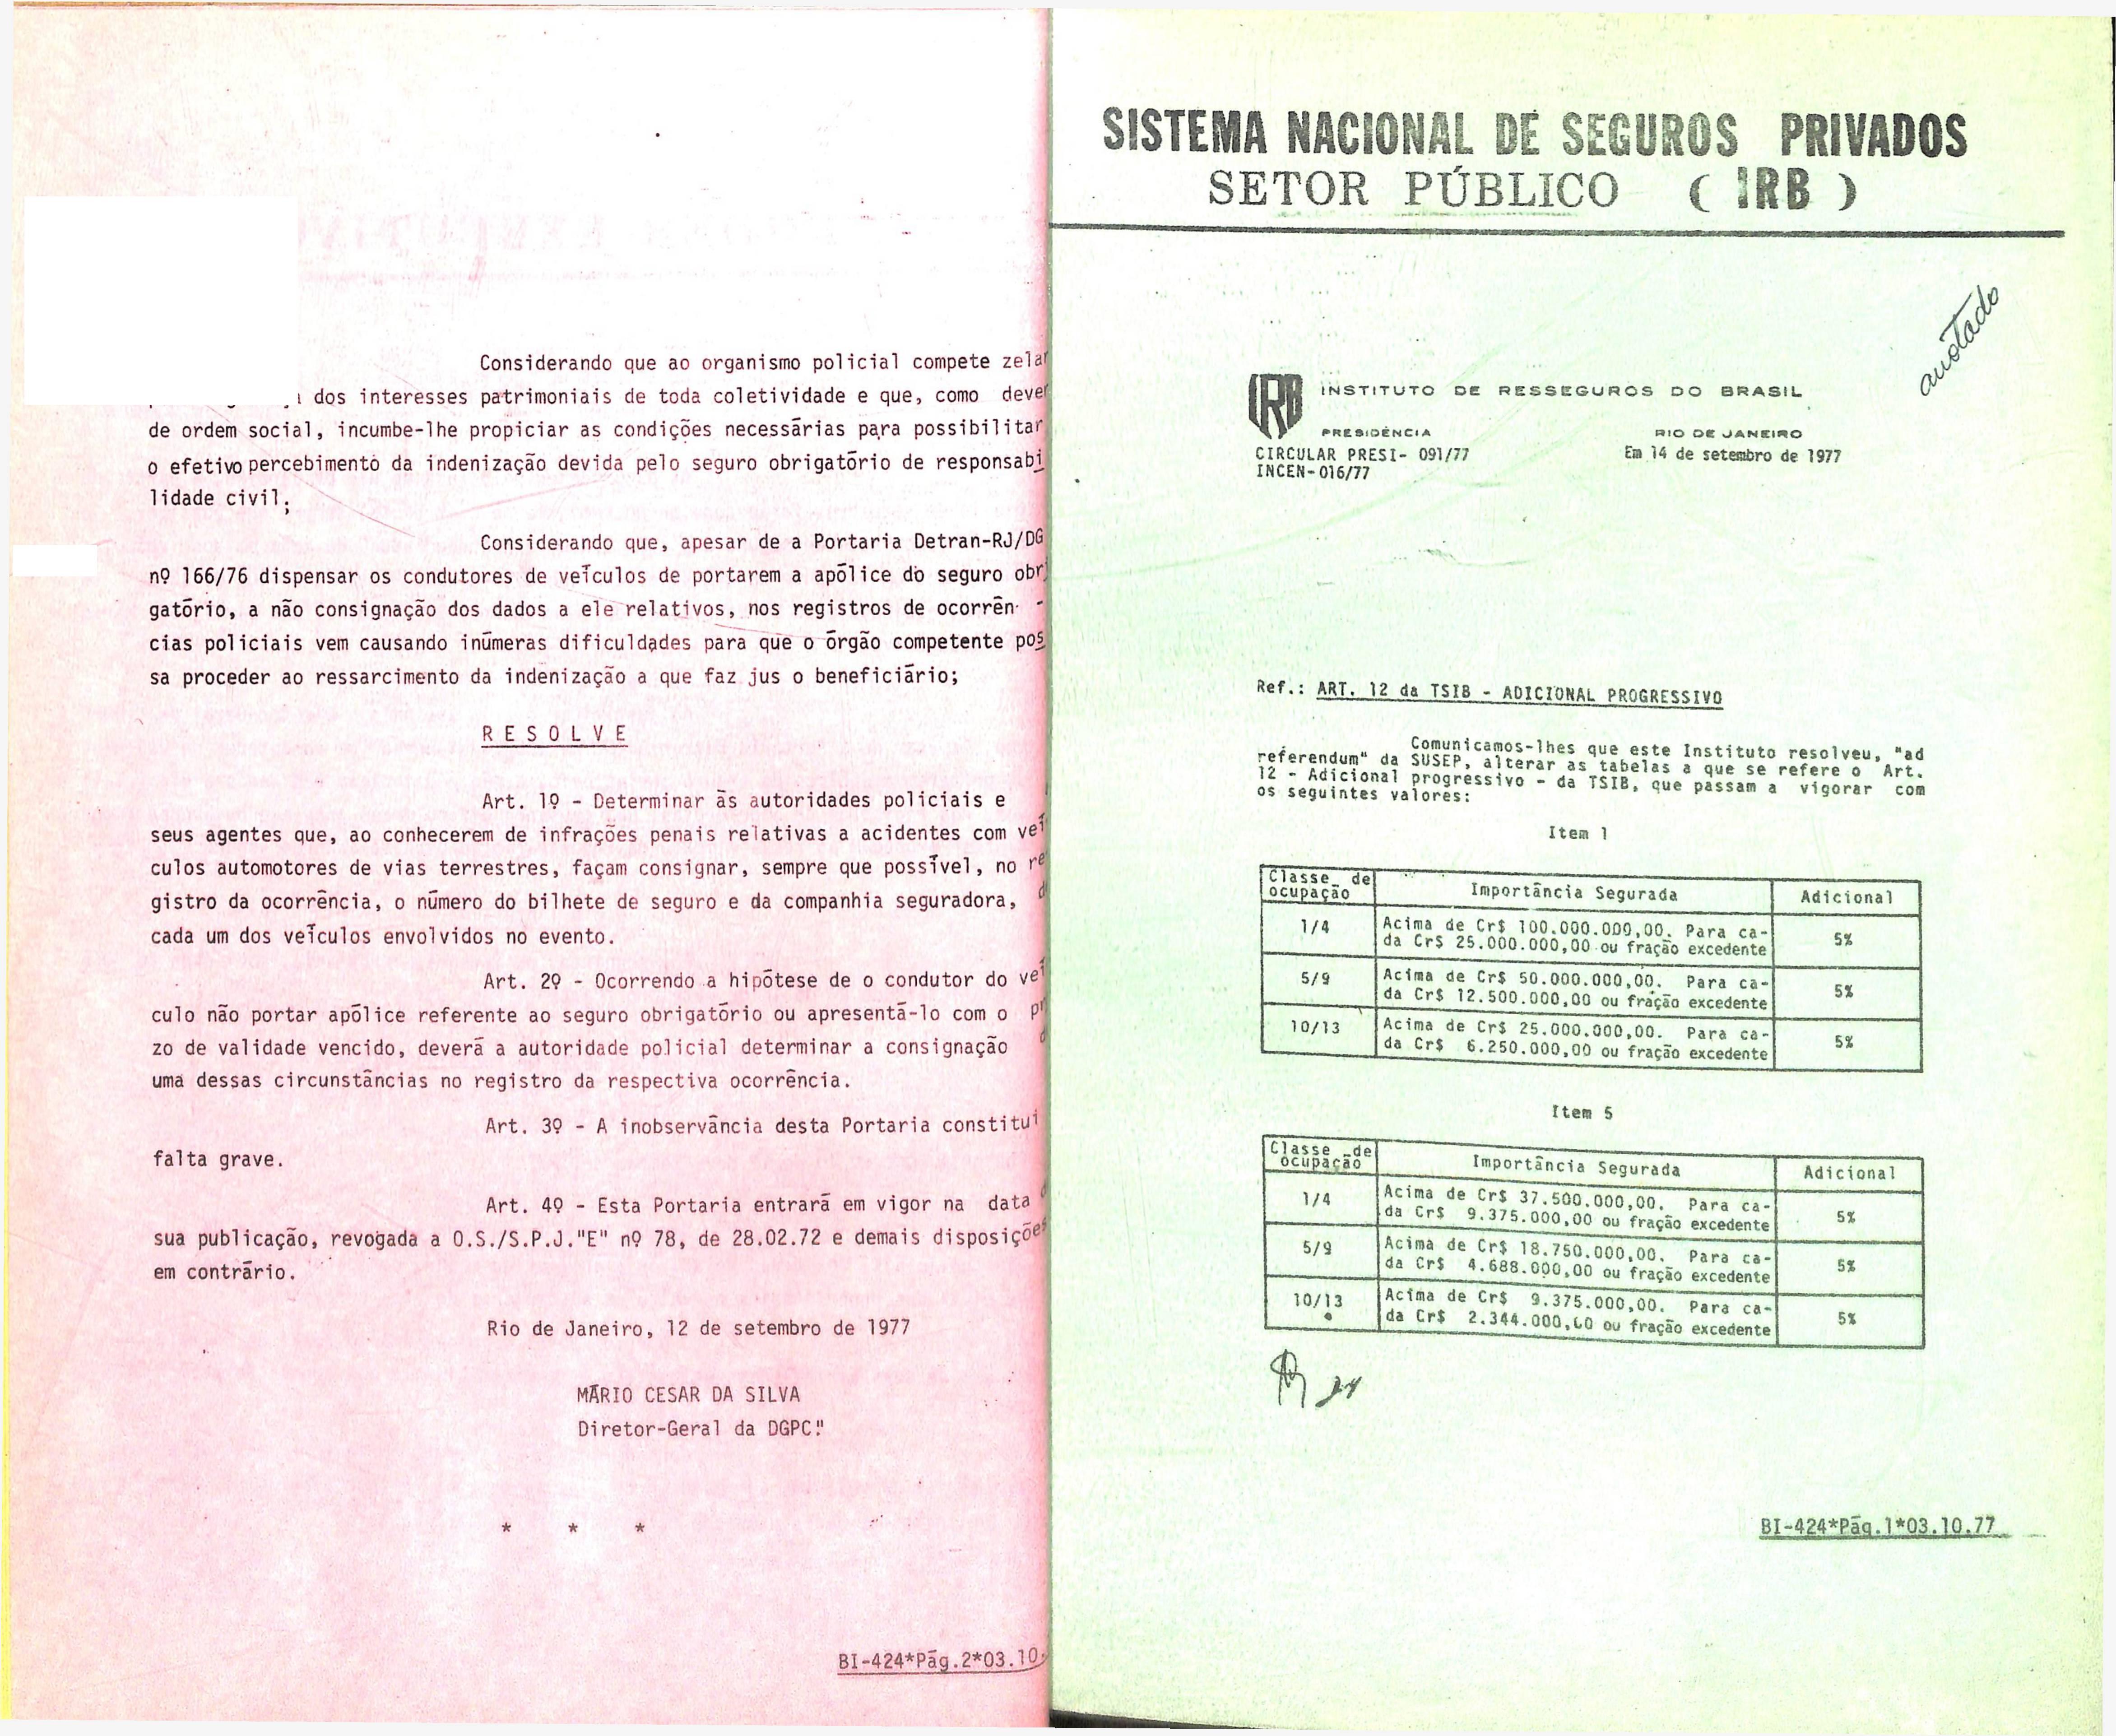 Considerando que ao organismo policial compete zelar
dos interesses patrimoniais de toda coletividade e que, como dever
de ordem social, incumbe-lhe propiciar as condições necessárias para possibilitar
o efetivo percebimento da indenização devida pelo seguro obrigatório de responsabi
lidade civil;
Considerando que, apesar de a Portaria Detran-RJ/DG
nº 166/76 dispensar os condutores de veículos de portarem a apólice do seguro obri
gatório, a não consignação dos dados a ele relativos, nos registros de ocorrên-
cias policiais vem causando inúmeras dificuldades para que o órgão competente pos
sa proceder ao ressarcimento da indenização a que faz jus o beneficiário;
R E S O L V E
Art. 1º - Determinar às autoridades policiais e
seus agentes que, ao conhecerem de infrações penais relativas a acidentes com veí
culos automotores de vias terrestres, façam consignar, sempre que possível, no re
gistro da ocorrência, o número do bilhete de seguro e da companhia seguradora,
cada um dos veículos envolvidos no evento.
Art. 2º - Ocorrendo a hipótese de o condutor do veí
culo não portar apólice referente ao seguro obrigatório ou apresentá-lo com o pr
zo de validade vencido, deverá a autoridade policial determinar a consignação
uma dessas circunstâncias no registro da respectiva ocorrência.
Art. 3º - A inobservância desta Portaria constitui
falta grave.
Art. 4º - Esta Portaria entrará em vigor na data
sua publicação, revogada a O.S./S.P.J."E" nº 78, de 28.02.72 e demais disposições
em contrário.
Rio de Janeiro, 12 de setembro de 1977
MÁRIO CESAR DA SILVA
Diretor-Geral da DGPC."
* * *
BI-424*Pág.2*03.10.
SISTEMA NACIONAL DE SEGUROS PRIVADOS
SETOR PÚBLICO ( IRB )
anotado
IRB INSTITUTO DE RESSEGUROS DO BRASIL
PRESIDÊNCIA RIO DE JANEIRO
CIRCULAR PRESI- 091/77 Em 14 de setembro de 1977
INCEN-016/77
Ref.: ART. 12 da TSIB - ADICIONAL PROGRESSIVO
Comunicamos-lhes que este Instituto resolveu, "ad
referendum" da SUSEP, alterar as tabelas a que se refere o Art.
12 - Adicional progressivo - da TSIB, que passam a vigorar com
os seguintes valores:
Item 1
Classe de
ocupação Importância Segurada Adicional
1/4 Acima de Cr$ 100.000.000,00. Para ca-
da Cr$ 25.000.000,00 ou fração excedente 5%
5/9 Acima de Cr$ 50.000.000,00. Para ca-
da Cr$ 12.500.000,00 ou fração excedente 5%
10/13 Acima de Cr$ 25.000.000,00. Para ca-
da Cr$ 6.250.000,00 ou fração excedente 5%
Item 5
Classe de
ocupação Importância Segurada Adicional
1/4 Acima de Cr$ 37.500.000,00. Para ca-
da Cr$ 9.375.000,00 ou fração excedente 5%
5/9 Acima de Cr$ 18.750.000,00. Para ca-
da Cr$ 4.688.000,00 ou fração excedente 5%
10/13 Acima de Cr$ 9.375.000,00. Para ca-
da Cr$ 2.344.000,00 ou fração excedente 5%
BI-424*Pág.1*03.10.77